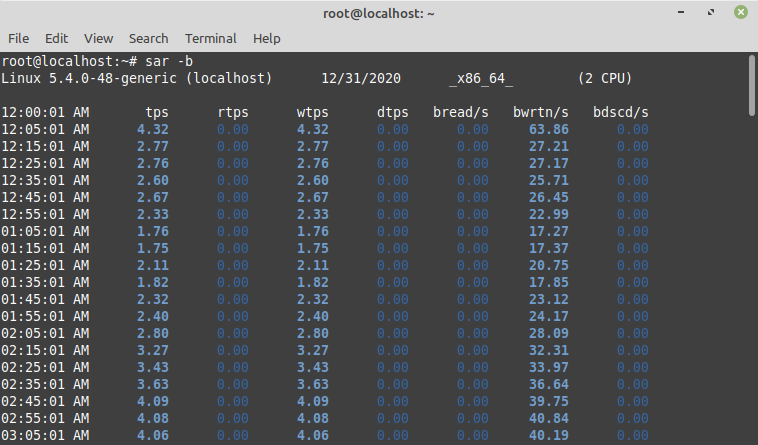 root@localhost: ~
File Edit View Search Terminal Help
root@localhost:~# sar -b
Linux 5.4.0-48-generic (localhost) 12/31/2020 _x86_64_ (2 CPU)
12:00:01 AM tps rtps wtps dtps bread/s bwrtn/s bdscd/s
12:05:01 AM 4.32 0.00 4.32 0.00 0.00 63.86 0.00
12:15:01 AM 2.77 0.00 2.77 0.00 0.00 27.21 0.00
12:25:01 AM 2.76 0.00 2.76 0.00 0.00 27.17 0.00
12:35:01 AM 2.60 0.00 2.60 0.00 0.00 25.71 0.00
12:45:01 AM 2.67 0.00 2.67 0.00 0.00 26.45 0.00
12:55:01 AM 2.33 0.00 2.33 0.00 0.00 22.99 0.00
01:05:01 AM 1.76 0.00 1.76 0.00 0.00 17.27 0.00
01:15:01 AM 1.75 0.00 1.75 0.00 0.00 17.37 0.00
01:25:01 AM 2.11 0.00 2.11 0.00 0.00 20.75 0.00
01:35:01 AM 1.82 0.00 1.82 0.00 0.00 17.85 0.00
01:45:01 AM 2.32 0.00 2.32 0.00 0.00 23.12 0.00
01:55:01 AM 2.40 0.00 2.40 0.00 0.00 24.17 0.00
02:05:01 AM 2.80 0.00 2.80 0.00 0.00 28.09 0.00
02:15:01 AM 3.27 0.00 3.27 0.00 0.00 32.31 0.00
02:25:01 AM 3.43 0.00 3.43 0.00 0.00 33.97 0.00
02:35:01 AM 3.63 0.00 3.63 0.00 0.00 36.64 0.00
02:45:01 AM 4.09 0.00 4.09 0.00 0.00 39.75 0.00
02:55:01 AM 4.08 0.00 4.08 0.00 0.00 40.84 0.00
03:05:01 AM 4.06 0.00 4.06 0.00 0.00 40.19 0.00